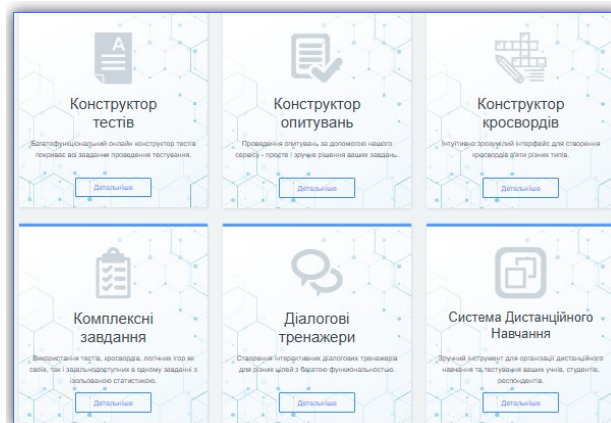 Конструктор
тестів
Багатофункціональний онлайн конструктор тестів
покриває всі завдання проведення тестування.
Детальніше
Конструктор
опитувань
Проведення опитувань за допомогою нашого
сервісу - просте і зручне рішення ваших завдань.
Детальніше
Конструктор
кросвордів
Інтуїтивно зрозумілий інтерфейс для створення
кросвордів п'яти різних типів.
Детальніше
Комплексні
завдання
Використання тестів, кросвордів, логічних ігор як
своїх, так і загальнодоступних в одному завданні з
ізольованою статистикою.
Детальніше
Діалогові
тренажери
Створення інтерактивних діалогових тренажерів
для різних цілей з багатою функціональністю.
Детальніше
Система Дистанційного
Навчання
Зручний інструмент для організації дистанційного
навчання та тестування ваших учнів, студентів,
респондентів.
Детальніше